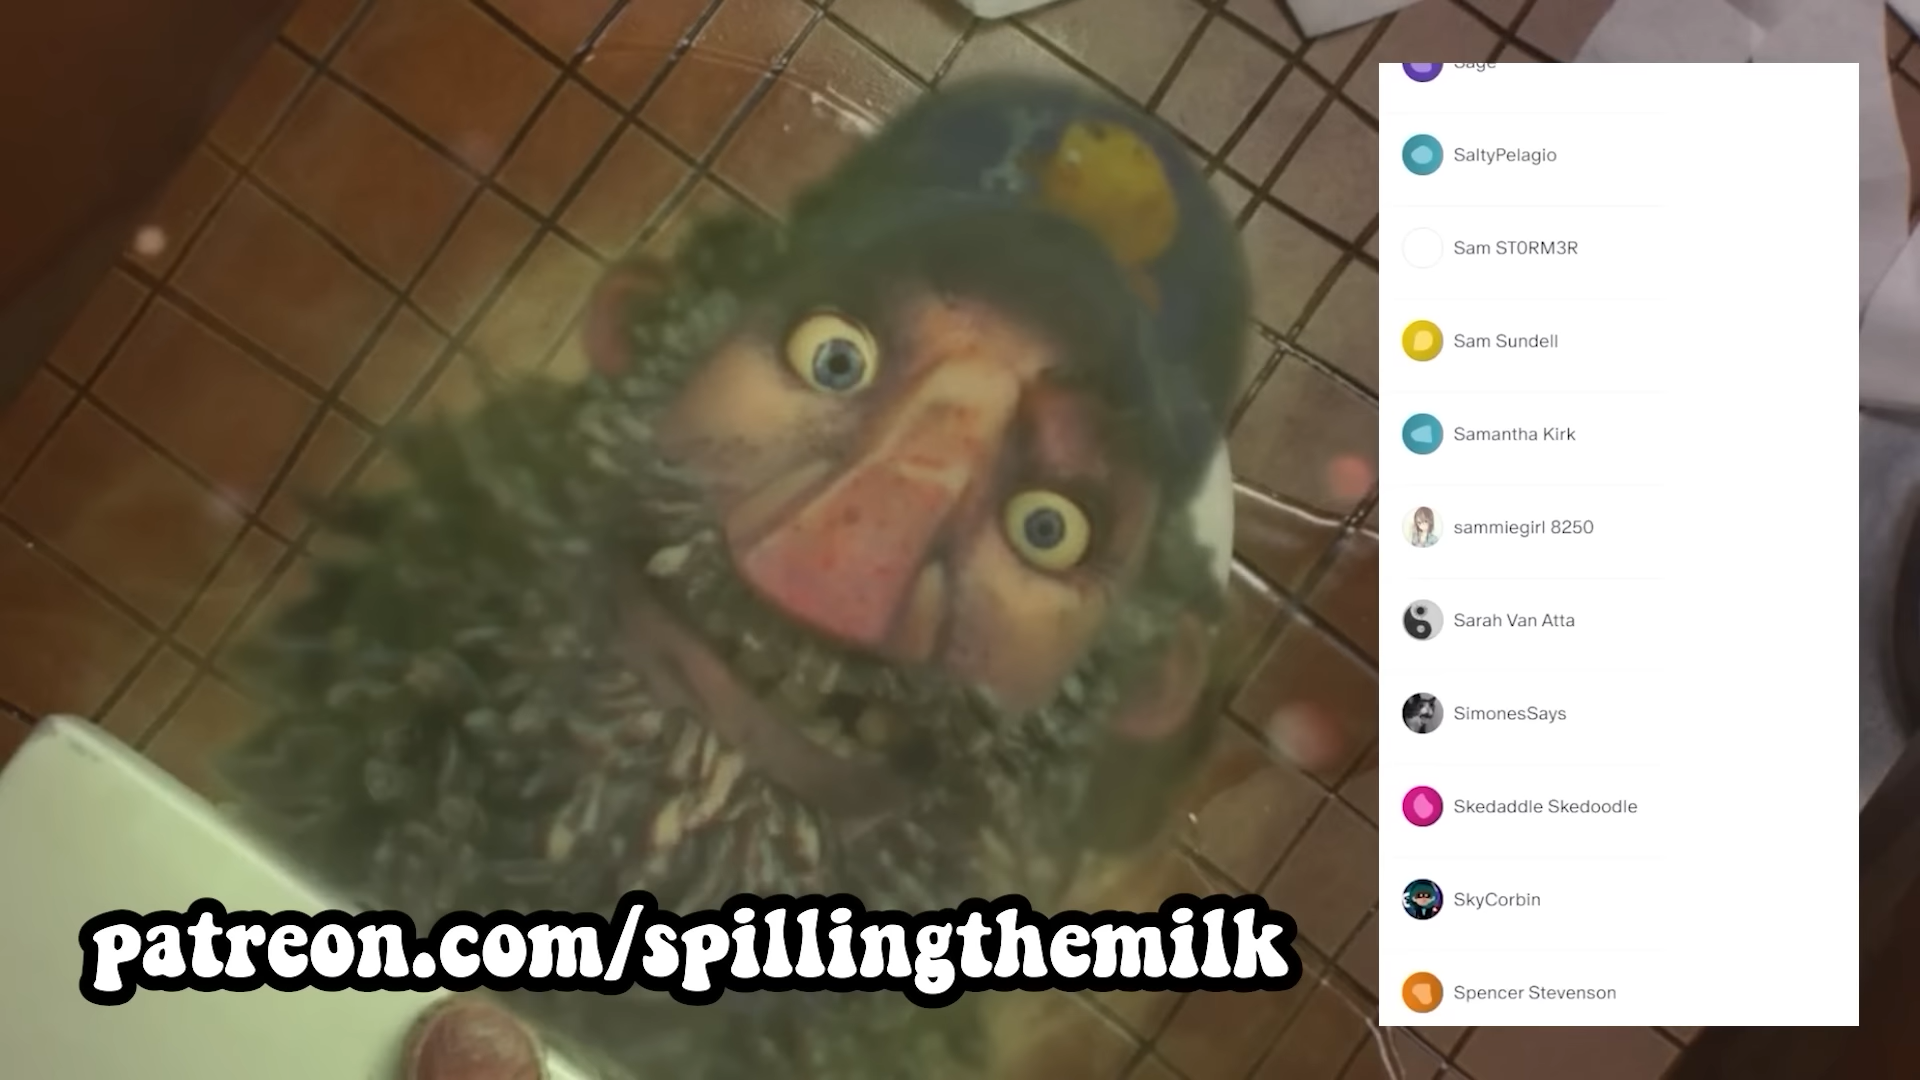 Sage
SaltyPelagio
Sam ST0RM3R
Sam Sundell
Samantha Kirk
sammiegirl 8250
Sarah Van Atta
SimonesSays
Skedaddle Skedoodle
SkyCorbin
Spencer Stevenson
patreon.com/spillingthemilk